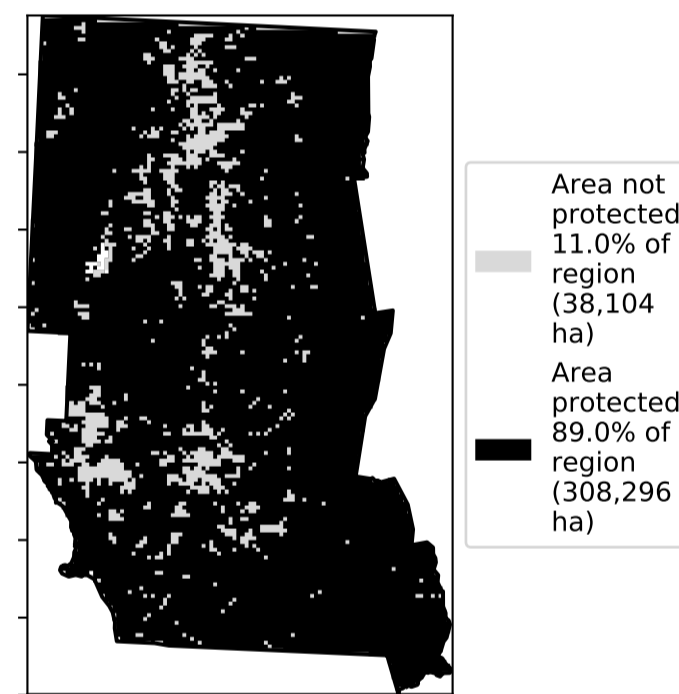 Area not
protected
11.0% of
region
(38,104
ha)
Area
protected
89.0% of
region
(308,296
ha)